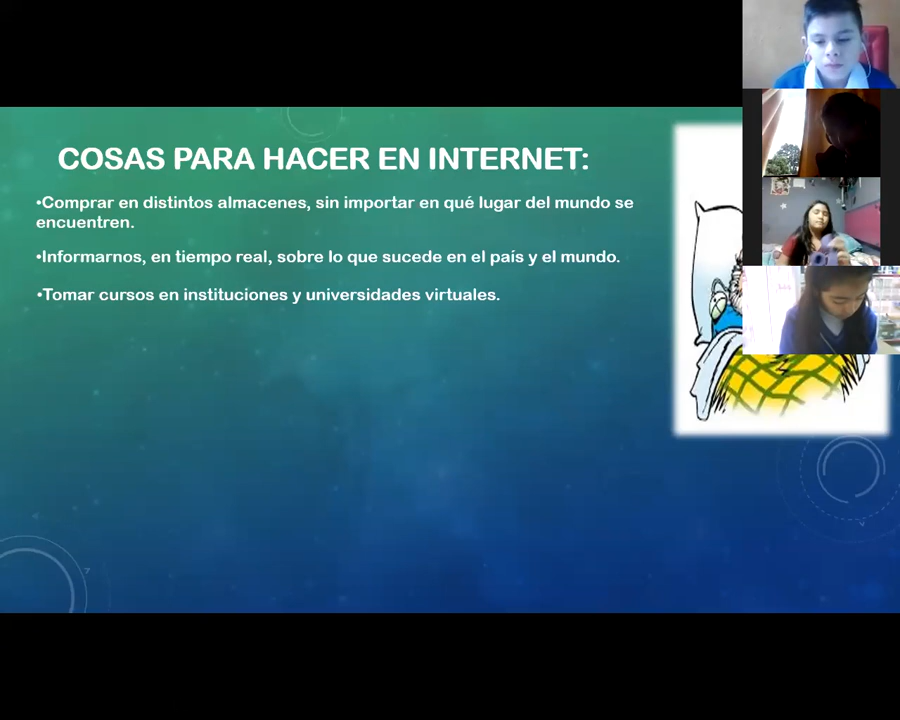 COSAS PARA HACER EN INTERNET:
•Comprar en distintos almacenes, sin importar en qué lugar del mundo se
encuentren.
•Informarnos, en tiempo real, sobre lo que sucede en el país y el mundo.
•Tomar cursos en instituciones y universidades virtuales.